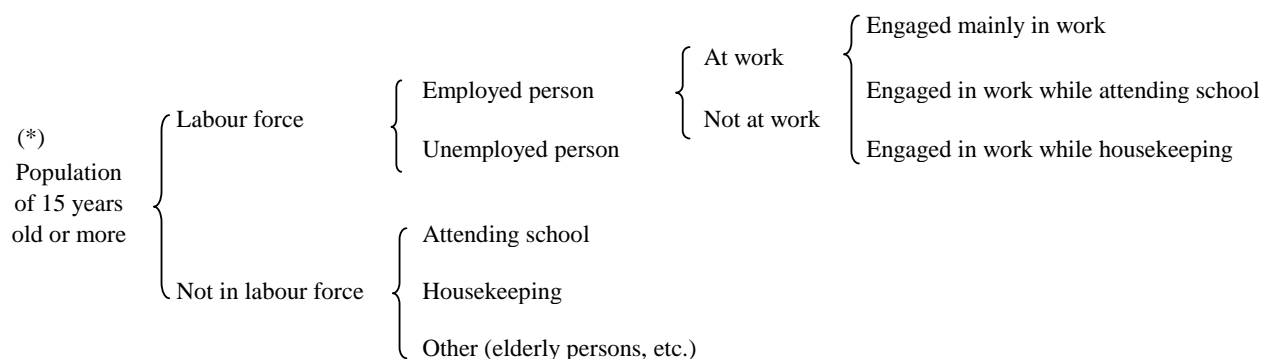 (*)
Population
of 15 years
old or more
Labour force
Employed person
At work
Engaged mainly in work
Engaged in work while attending school
Engaged in work while housekeeping
Not at work
Unemployed person
Not in labour force
Attending school
Housekeeping
Other (elderly persons, etc.)